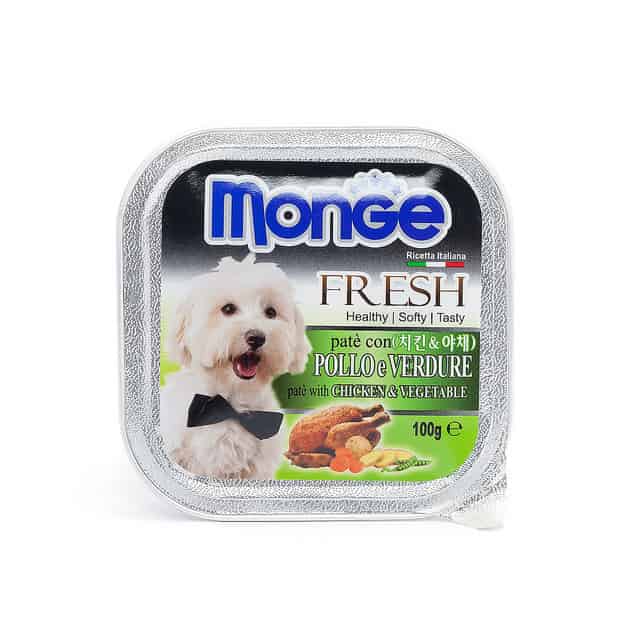 MONGE
Ricetta Italiana
FRESH
Healthy | Softy | Tasty
patè con(치킨&야채)
POLLO e VERDURE
patè with CHICKEN & VEGETABLE
100g ℮